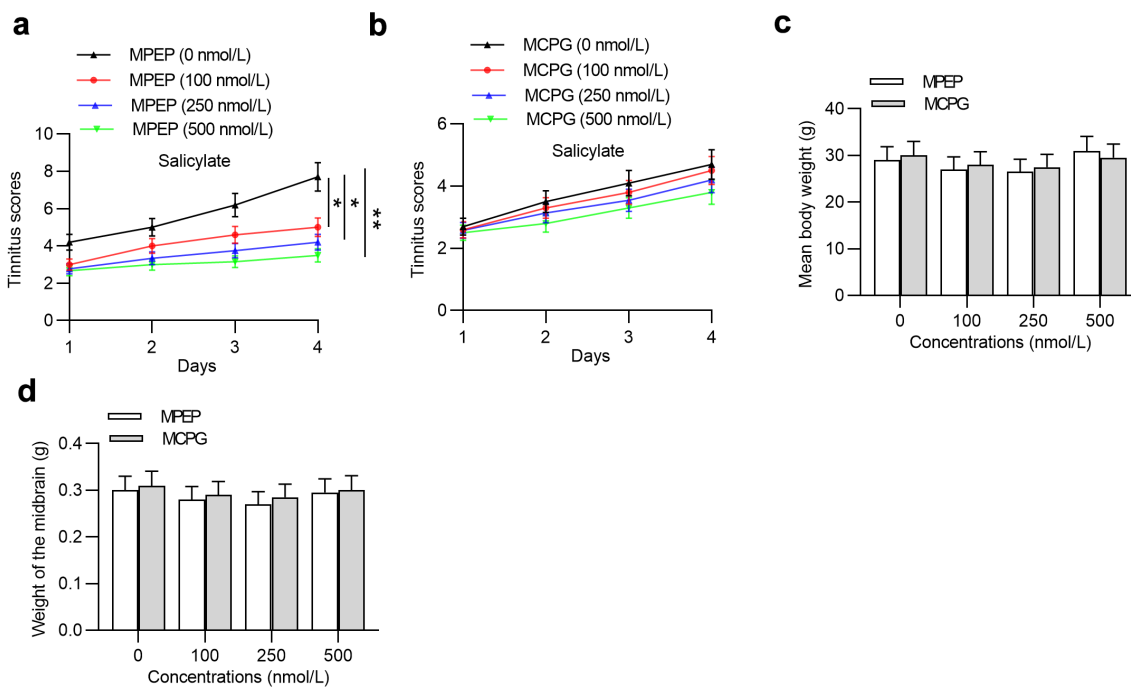 a
MPEP (0 nmol/L)
MPEP (100 nmol/L)
MPEP (250 nmol/L)
MPEP (500 nmol/L)
Salicylate
Tinnitus scores
10
8
6
4
2
0
1 2 3 4
Days
*
*
**
b
MCPG (0 nmol/L)
MCPG (100 nmol/L)
MCPG (250 nmol/L)
MCPG (500 nmol/L)
Salicylate
Tinnitus scores
6
4
2
0
1 2 3 4
Days
c
MPEP
MCPG
Mean body weight (g)
40
30
20
10
0
0 100 250 500
Concentrations (nmol/L)
d
MPEP
MCPG
Weight of the midbrain (g)
0.4
0.3
0.2
0.1
0.0
0 100 250 500
Concentrations (nmol/L)